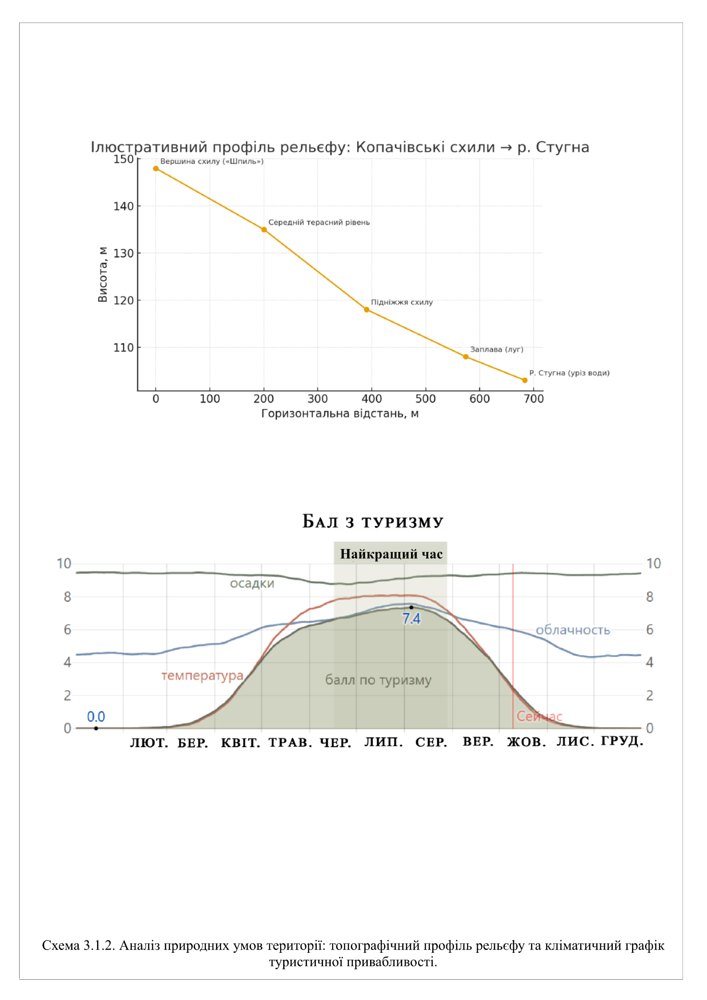 Ілюстративний профіль рельєфу: Копачівські схили → р. Стугна
150
Вершина схилу («Шпиль»)
140
Середній терасний рівень
130
Висота, м
120
Підніжжя схилу
110
Заплава (луг)
Р. Стугна (уріз води)
0 100 200 300 400 500 600 700
Горизонтальна відстань, м
Бал з туризму
Найкращий час
10 10
осадки
8 8
7.4
6 облачность 6
4 4
температура
балл по туризму
2 2
0.0 Сейчас
0 0
ЛЮТ. БЕР. КВІТ. ТРАВ. ЧЕР. ЛИП. СЕР. ВЕР. ЖОВ. ЛИС. ГРУД.
Схема 3.1.2. Аналіз природних умов території: топографічний профіль рельєфу та кліматичний графік
туристичної привабливості.